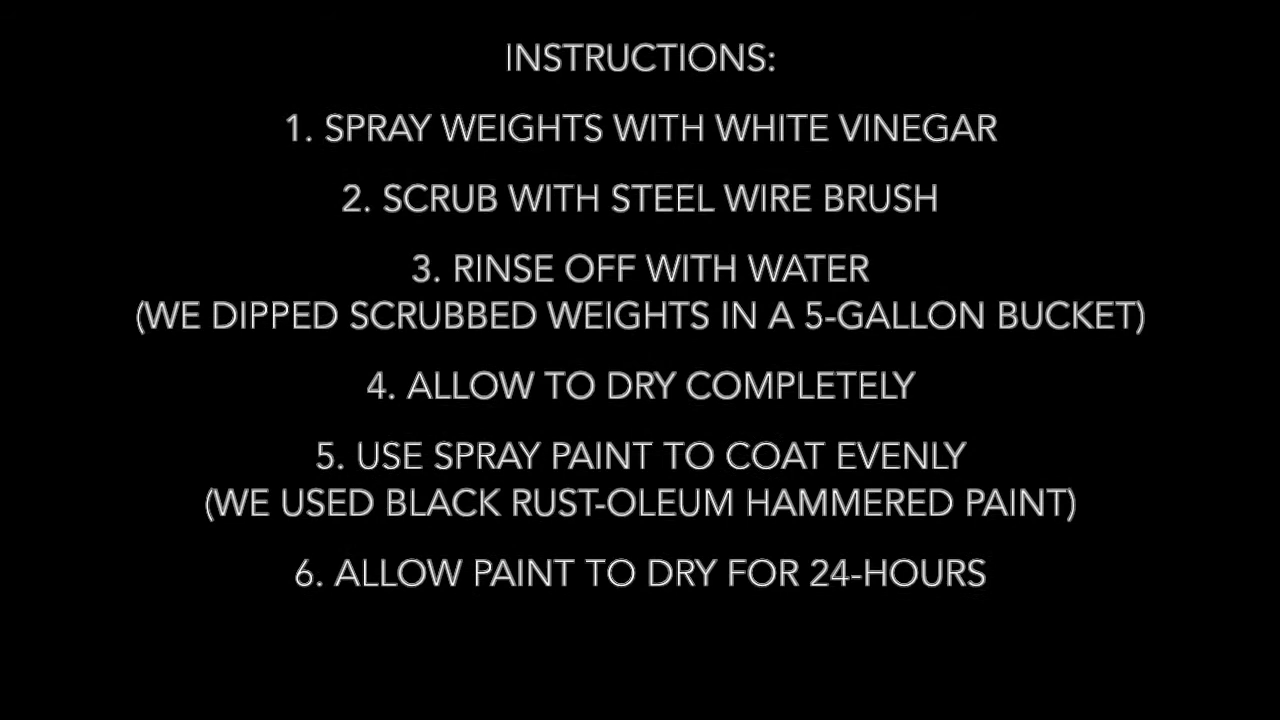 INSTRUCTIONS:
1. SPRAY WEIGHTS WITH WHITE VINEGAR
2. SCRUB WITH STEEL WIRE BRUSH
3. RINSE OFF WITH WATER
(WE DIPPED SCRUBBED WEIGHTS IN A 5-GALLON BUCKET)
4. ALLOW TO DRY COMPLETELY
5. USE SPRAY PAINT TO COAT EVENLY
(WE USED BLACK RUST-OLEUM HAMMERED PAINT)
6. ALLOW PAINT TO DRY FOR 24-HOURS